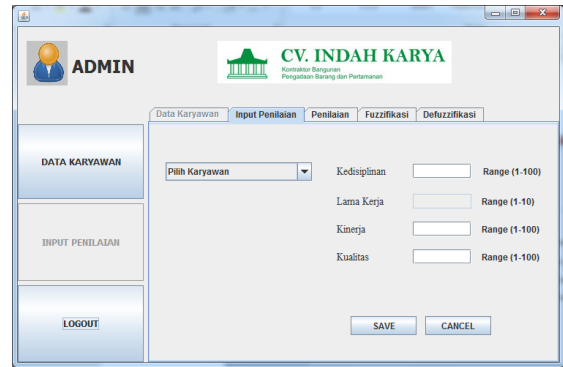 ADMIN
CV. INDAH KARYA
Kontraktor Bangunan
Pengadaan Barang dan Pertamanan
Data Karyawan Input Penilaian Penilaian Fuzzifikasi Defuzzifikasi
DATA KARYAWAN
INPUT PENILAIAN
LOGOUT
Pilih Karyawan
Kedisiplinan Range (1-100)
Lama Kerja Range (1-10)
Kinerja Range (1-100)
Kualitas Range (1-100)
SAVE CANCEL